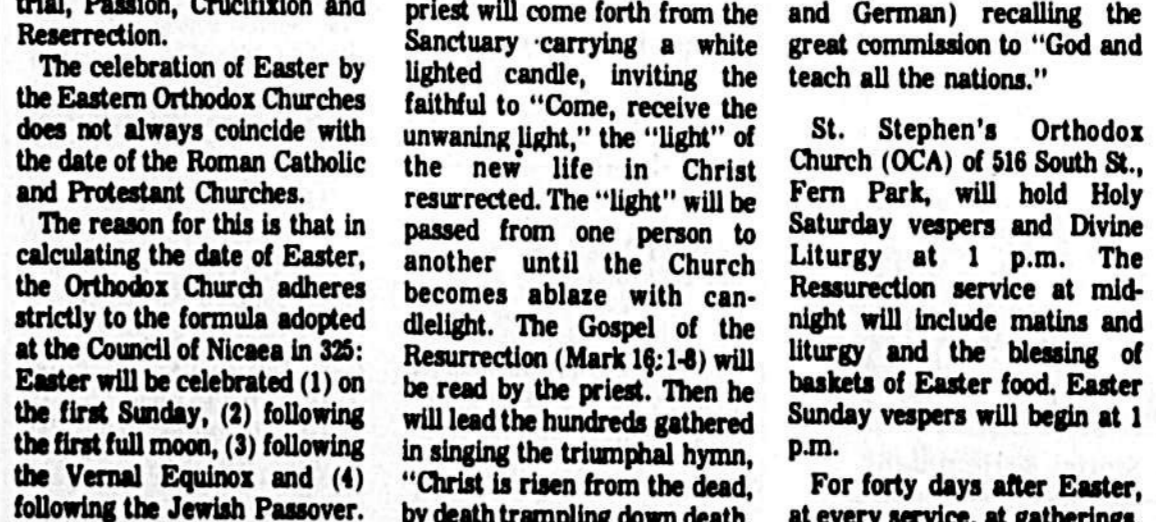 trial, Passion, Crucifixion and
Reserrection.
The celebration of Easter by
the Eastern Orthodox Churches
does not always coincide with
the date of the Roman Catholic
and Protestant Churches.
The reason for this is that in
calculating the date of Easter,
the Orthodox Church adheres
strictly to the formula adopted
at the Council of Nicaea in 325:
Easter will be celebrated (1) on
the first Sunday, (2) following
the first full moon, (3) following
the Vernal Equinox and (4)
following the Jewish Passover.
priest will come forth from the
Sanctuary carrying a white
lighted candle, inviting the
faithful to "Come, receive the
unwaning light," the "light" of
the new life in Christ
resurrected. The "light" will be
passed from one person to
another until the Church
becomes ablaze with can-
dlelight. The Gospel of the
Resurrection (Mark 16:1-8) will
be read by the priest. Then he
will lead the hundreds gathered
in singing the triumphal hymn,
"Christ is risen from the dead,
by death trampling down death,
and German) recalling the
great commission to "God and
teach all the nations."
St. Stephen's Orthodox
Church (OCA) of 516 South St.,
Fern Park, will hold Holy
Saturday vespers and Divine
Liturgy at 1 p.m. The
Ressurection service at mid-
night will include matins and
liturgy and the blessing of
baskets of Easter food. Easter
Sunday vespers will begin at 1
p.m.
For forty days after Easter,
at every service, at gatherings,